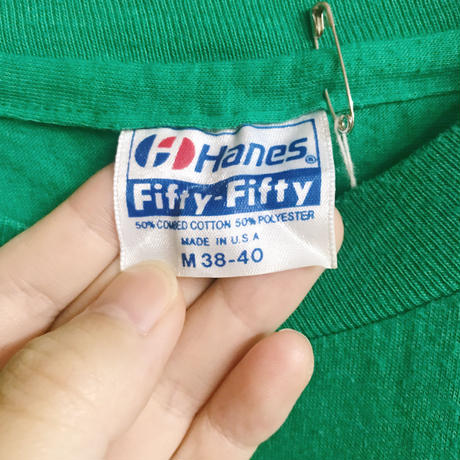 Hanes®
Fifty-Fifty
50% COMBED COTTON 50% POLYESTER
MADE IN U.S.A
M 38-40